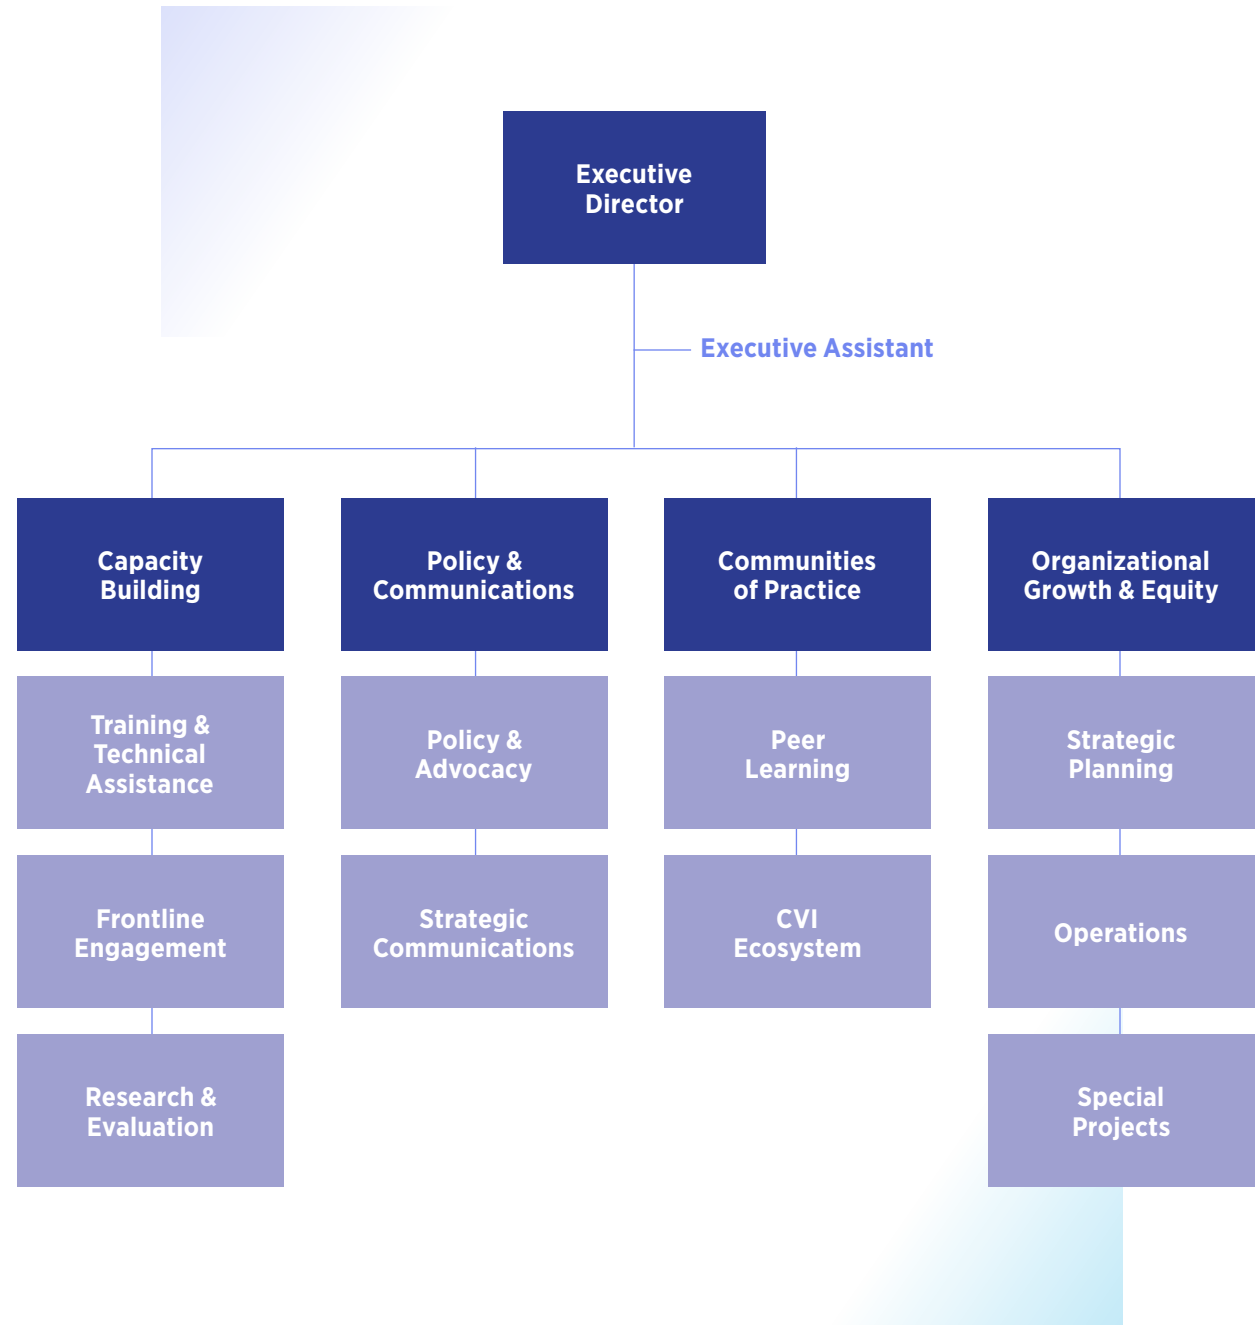 Executive
Director
Executive Assistant
Capacity
Building
Policy &
Communications
Communities
of Practice
Organizational
Growth & Equity
Training &
Technical
Assistance
Policy &
Advocacy
Peer
Learning
Strategic
Planning
Frontline
Engagement
Strategic
Communications
CVI
Ecosystem
Operations
Research &
Evaluation
Special
Projects